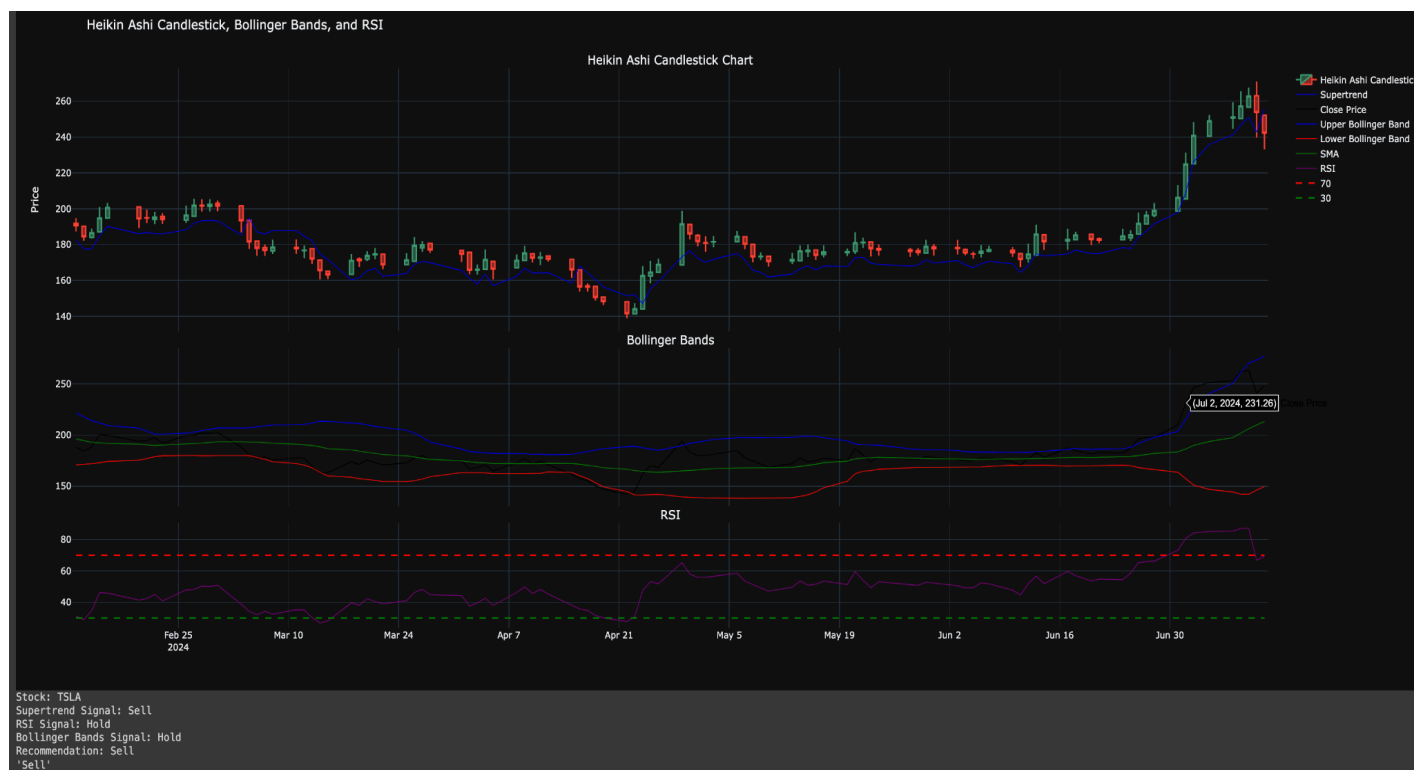 Heikin Ashi Candlestick, Bollinger Bands, and RSI
Heikin Ashi Candlestick Chart
Price
260
240
220
200
180
160
140
Heikin Ashi Candlestic
Supertrend
Close Price
Upper Bollinger Band
Lower Bollinger Band
SMA
RSI
70
30
Bollinger Bands
250
200
150
(Jul 2, 2024, 231.26)
Close Price
RSI
80
60
40
Feb 25
2024
Mar 10
Mar 24
Apr 7
Apr 21
May 5
May 19
Jun 2
Jun 16
Jun 30
Stock: TSLA
Supertrend Signal: Sell
RSI Signal: Hold
Bollinger Bands Signal: Hold
Recommendation: Sell
'Sell'